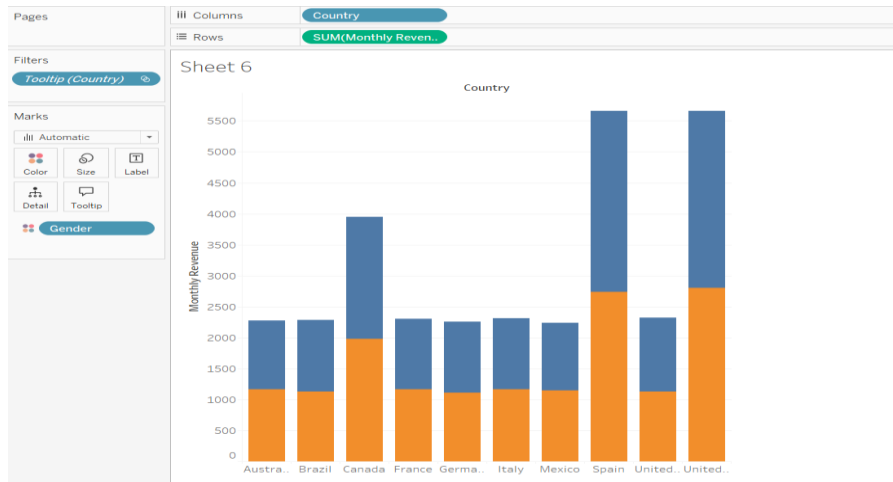 Pages
Columns
Country
Rows
SUM(Monthly Reven..
Filters
Tooltip (Country)
Marks
Automatic
Color
Size
Label
Detail
Tooltip
Gender
Sheet 6
Country
Monthly Revenue
5500
5000
4500
4000
3500
3000
2500
2000
1500
1000
500
0
Austra.. Brazil Canada France Germa.. Italy Mexico Spain United.. United..